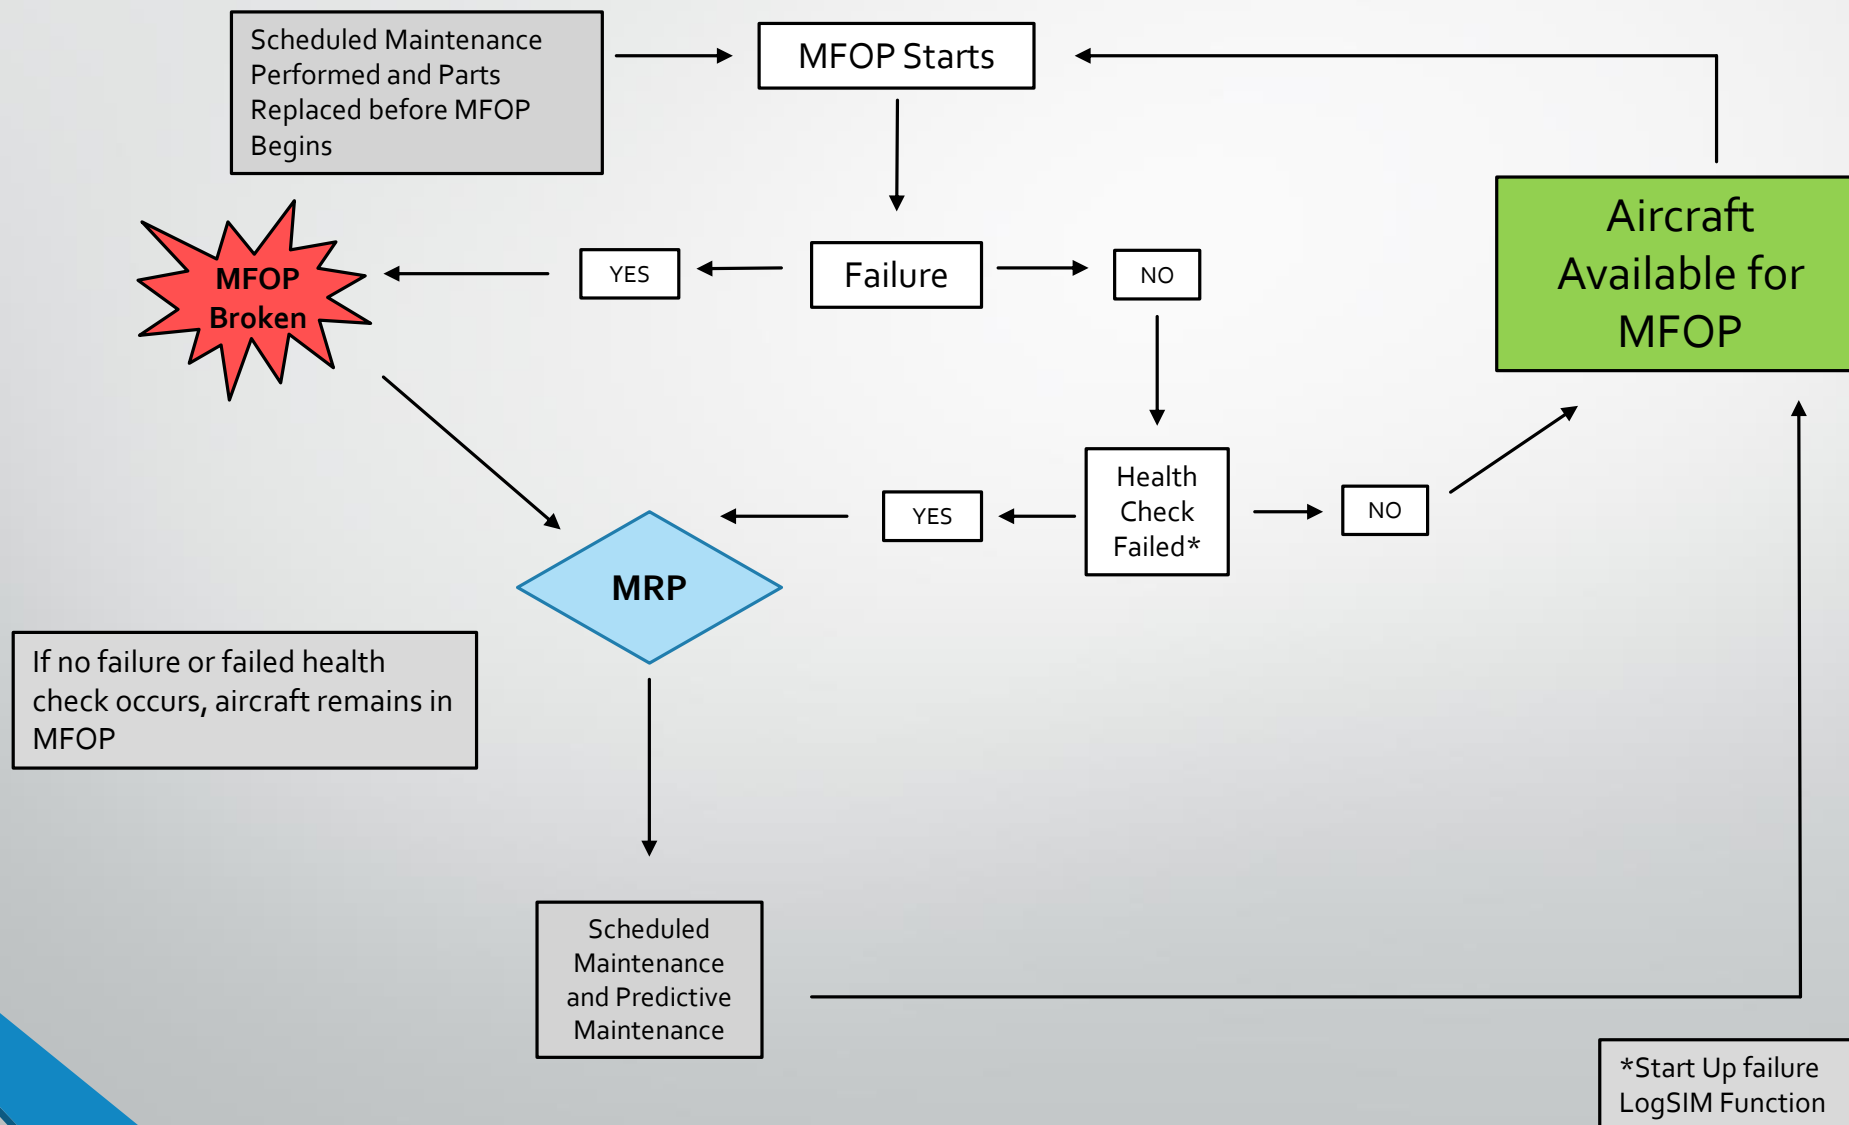 Scheduled Maintenance
Performed and Parts
Replaced before MFOP
Begins
MFOP Starts
Aircraft
Available for
MFOP
MFOP
Broken
YES
Failure
NO
Health
Check
Failed*
YES
NO
MRP
If no failure or failed health
check occurs, aircraft remains in
MFOP
Scheduled
Maintenance
and Predictive
Maintenance
*Start Up failure
LogSIM Function